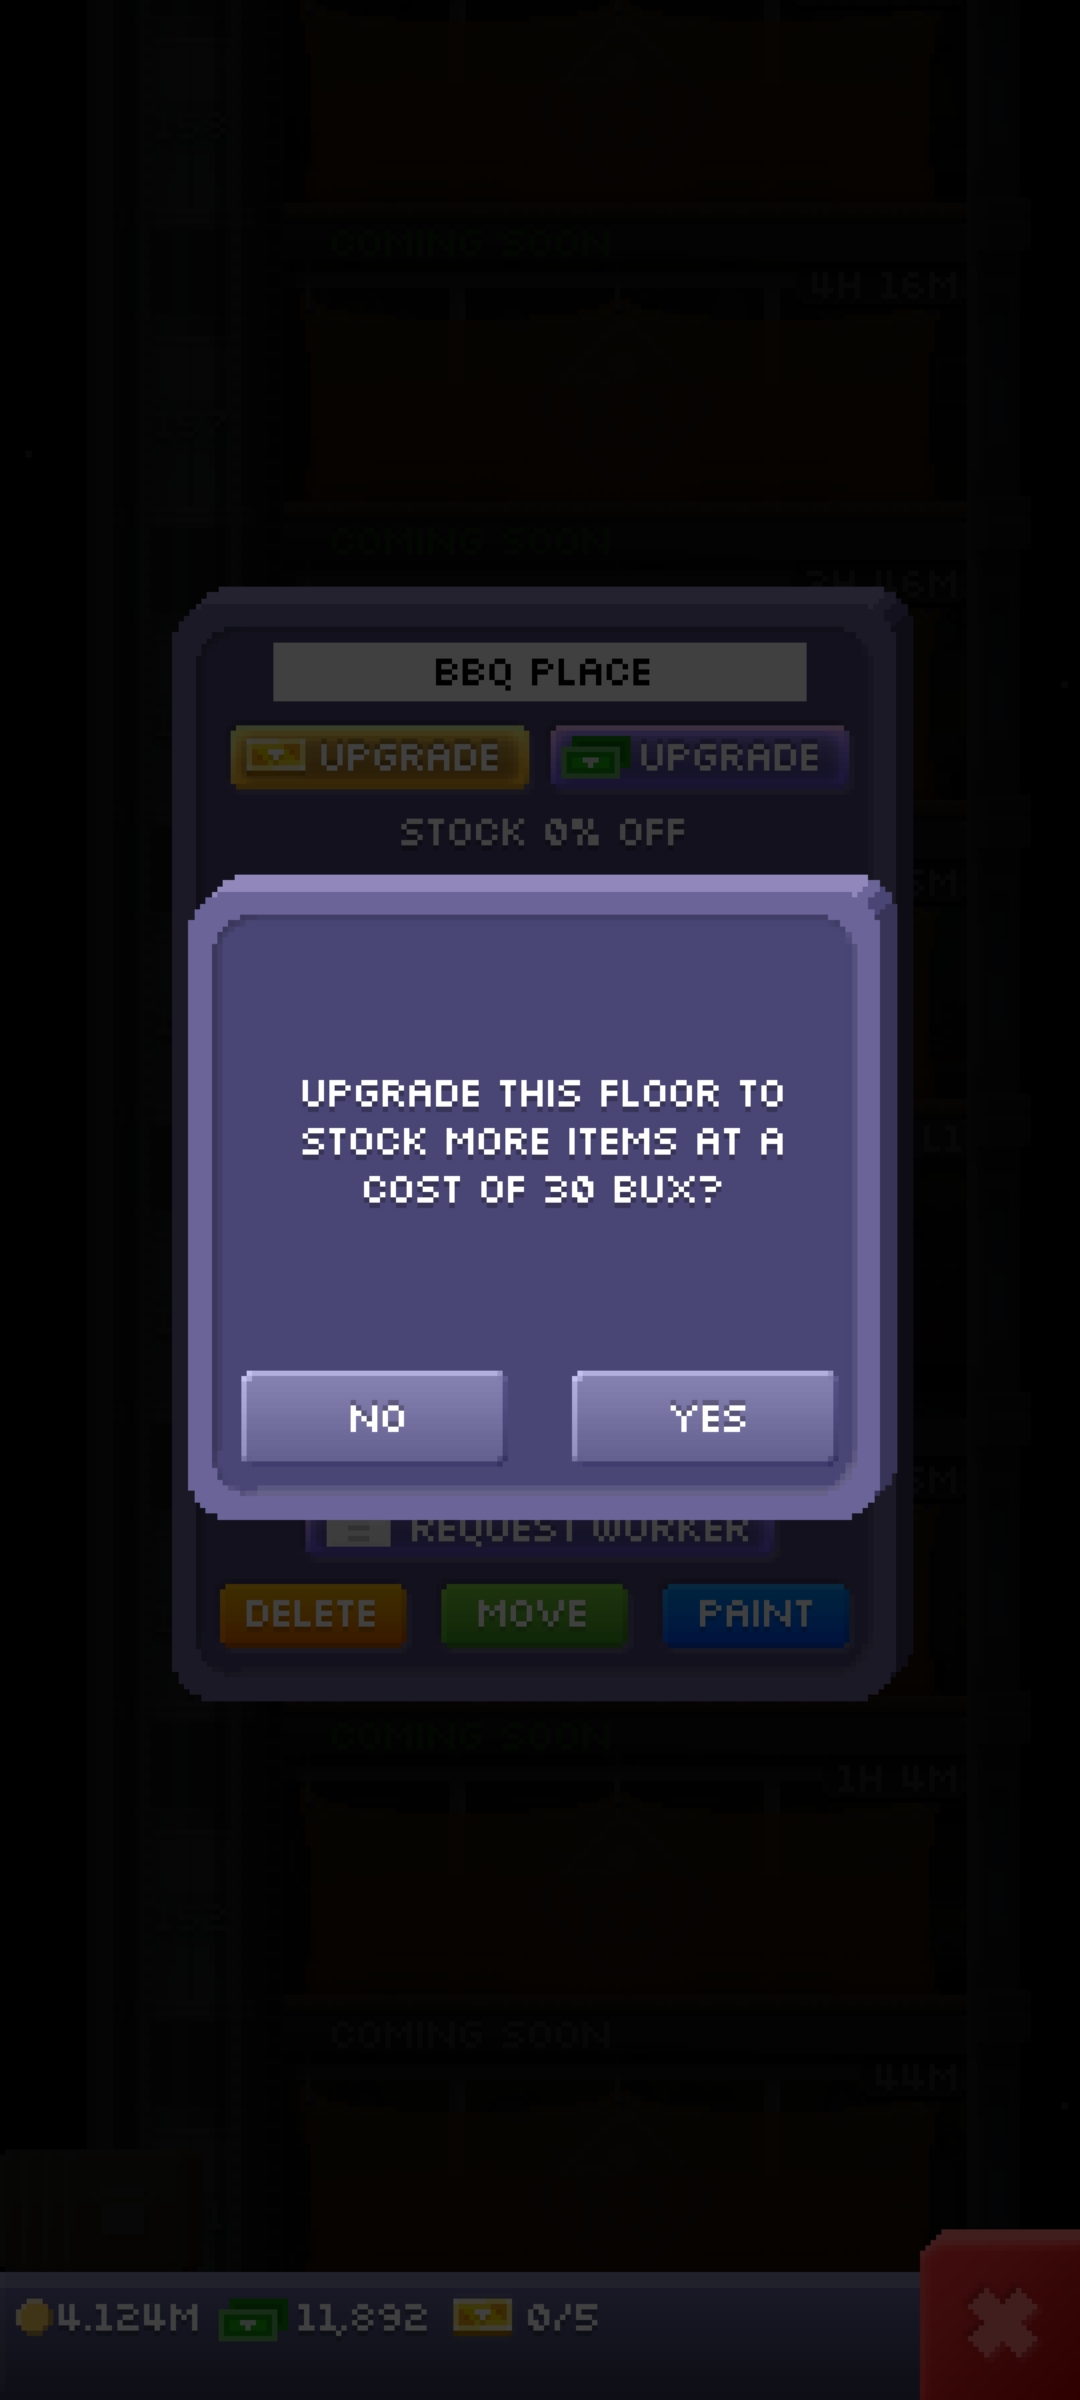 COMING SOON
4H 16M
157
COMING SOON
BBQ PLACE
UPGRADE
UPGRADE
STOCK 0% OFF
UPGRADE THIS FLOOR TO
STOCK MORE ITEMS AT A
COST OF 30 BUX?
NO
YES
REQUEST WORKER
DELETE
MOVE
PAINT
COMING SOON
1H 4M
152
COMING SOON
44M
4.124M
11,892
0/5